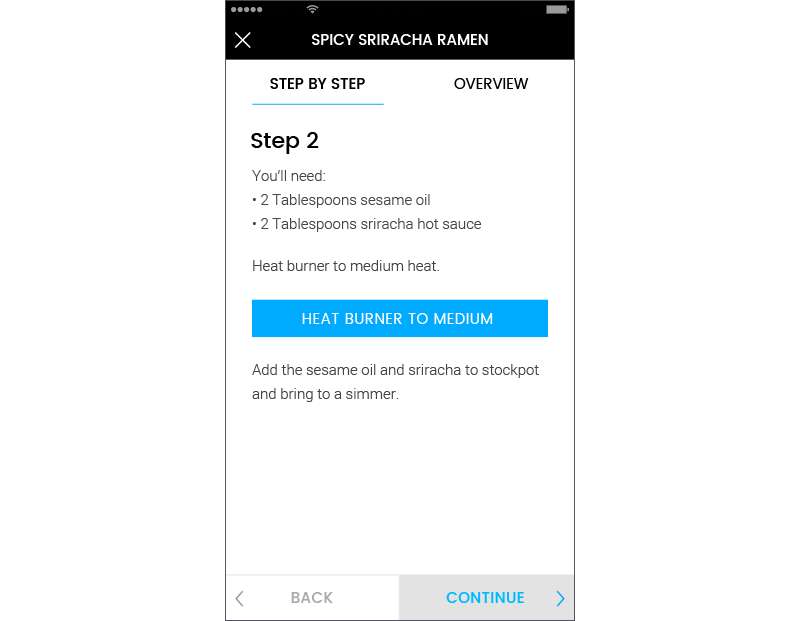 SPICY SRIRACHA RAMEN
STEP BY STEP
OVERVIEW
Step 2
You'll need:
• 2 Tablespoons sesame oil
• 2 Tablespoons sriracha hot sauce
Heat burner to medium heat.
HEAT BURNER TO MEDIUM
Add the sesame oil and sriracha to stockpot
and bring to a simmer.
BACK
CONTINUE